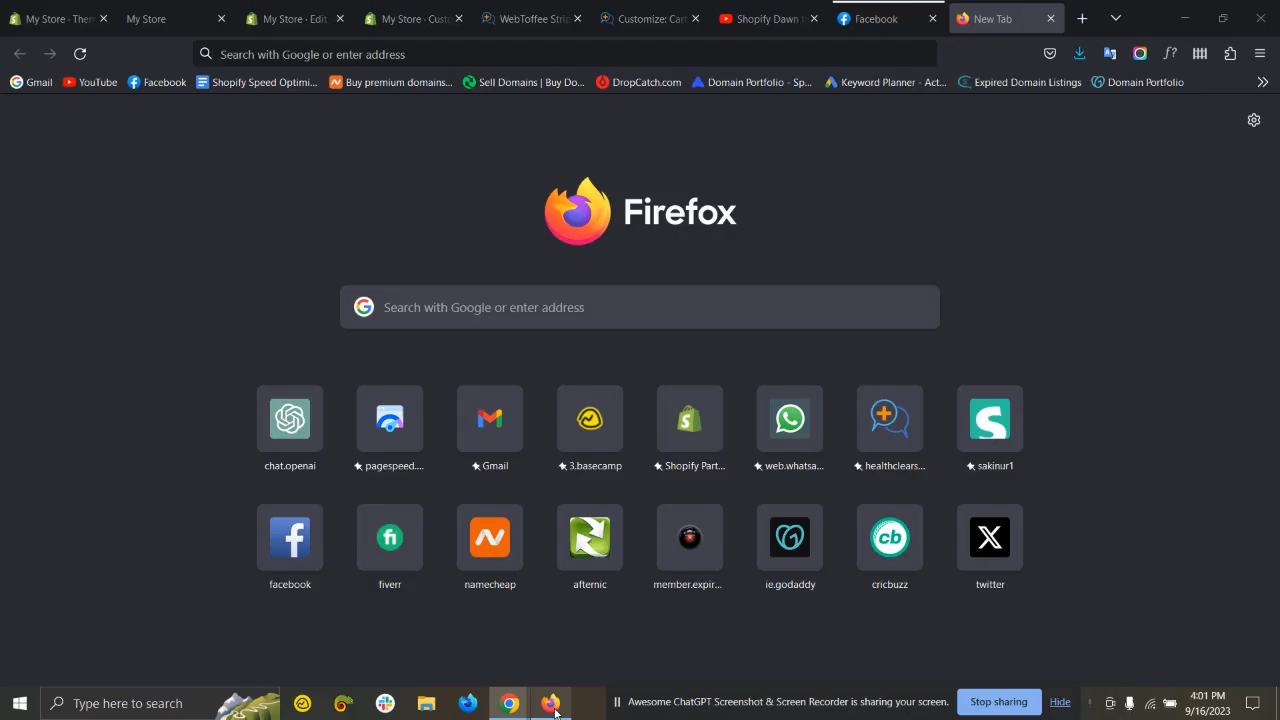 My Store · Then
My Store
My Store · Edit
My Store · Custo
WebToffee Strip
Customize: Cart
Shopify Dawn th
Facebook
New Tab
Search with Google or enter address
Gmail
YouTube
Facebook
Shopify Speed Optimi...
Buy premium domains...
Sell Domains | Buy Do...
DropCatch.com
Domain Portfolio - Sp...
Keyword Planner - Act...
Expired Domain Listings
Domain Portfolio
Firefox
Search with Google or enter address
chat.openai
pagespeed....
Gmail
3.basecamp
Shopify Part...
web.whatsa...
healthclears...
sakinur1
facebook
fiverr
namecheap
afternic
member.expir...
ie.godaddy
cricbuzz
twitter
Type here to search
Awesome ChatGPT Screenshot & Screen Recorder is sharing your screen.
Stop sharing
Hide
4:01 PM
9/16/2023